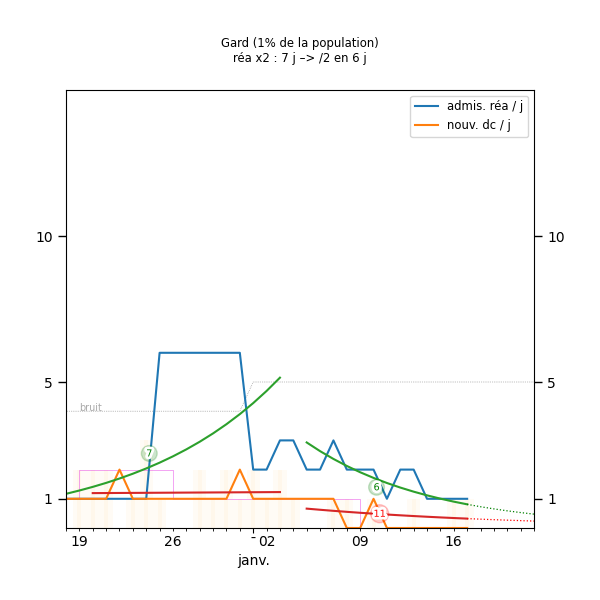 Gard (1% de la population)
réa x2 : 7 j –> /2 en 6 j
admis. réa / j
nouv. dc / j
10
10
5
5
bruit
7
6
1
1
11
19
26
02
09
16
janv.